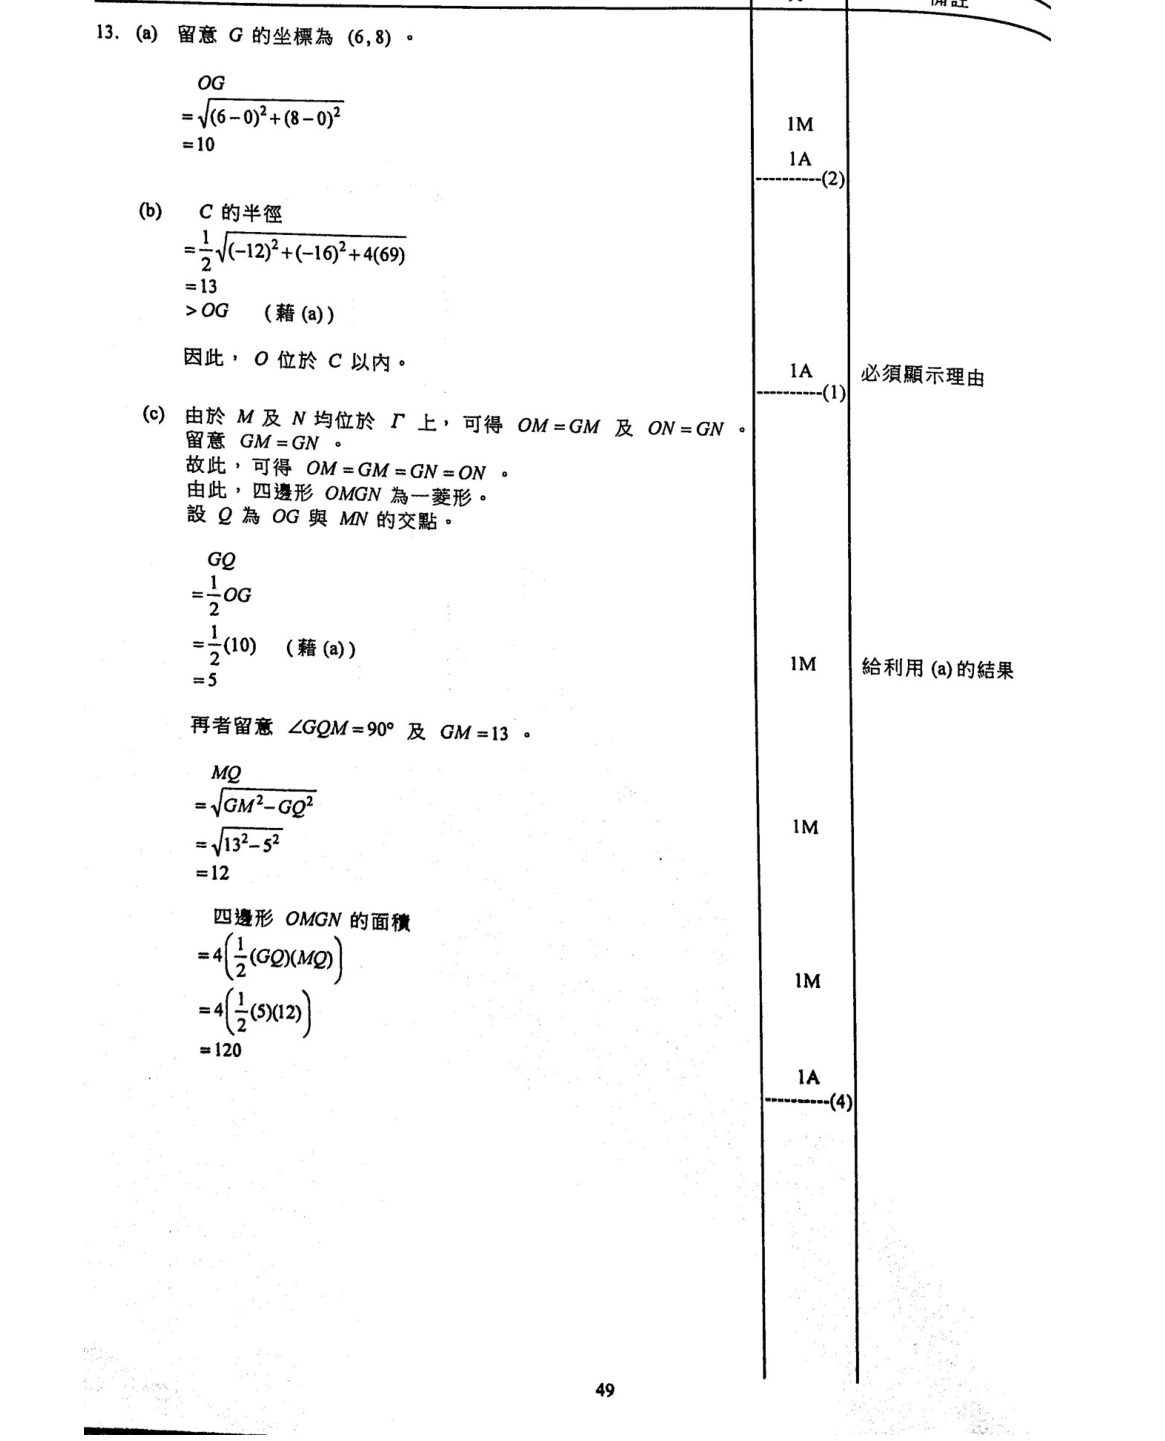 備註
13. (a) 留意 G 的坐標為 (6, 8) 。
OG
=√((6−0)²+(8−0)²)
1M
=10
1A
----------(2)
(b) C 的半徑
=1/2√((−12)²+(−16)²+4(69))
=13
>OG (藉 (a))
因此，O 位於 C 以內。
1A 必須顯示理由
----------(1)
(c) 由於 M 及 N 均位於 Γ 上，可得 OM=GM 及 ON=GN 。
留意 GM=GN 。
故此，可得 OM=GM=GN=ON 。
由此，四邊形 OMGN 為一菱形。
設 Q 為 OG 與 MN 的交點。
GQ
=1/2OG
=1/2(10) (藉 (a))
1M 給利用 (a) 的結果
=5
再者留意 ∠GQM=90° 及 GM=13 。
MQ
=√(GM²−GQ²)
1M
=√(13²−5²)
=12
四邊形 OMGN 的面積
=4(1/2(GQ)(MQ))
1M
=4(1/2(5)(12))
=120
1A
----------(4)
49